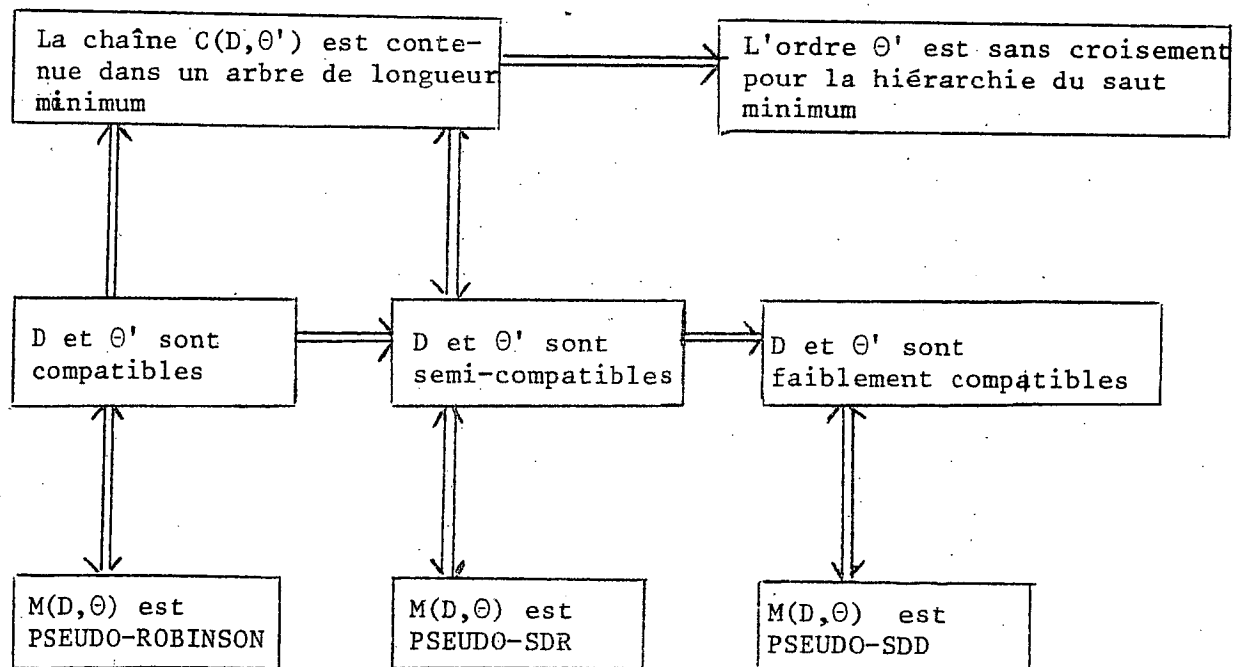 La chaîne C(D,Θ') est conte-
nue dans un arbre de longueur
minimum
L'ordre Θ' est sans croisement
pour la hiérarchie du saut
minimum
D et Θ' sont
compatibles
D et Θ' sont
semi-compatibles
D et Θ' sont
faiblement compatibles
M(D,Θ) est
PSEUDO-ROBINSON
M(D,Θ) est
PSEUDO-SDR
M(D,Θ) est
PSEUDO-SDD